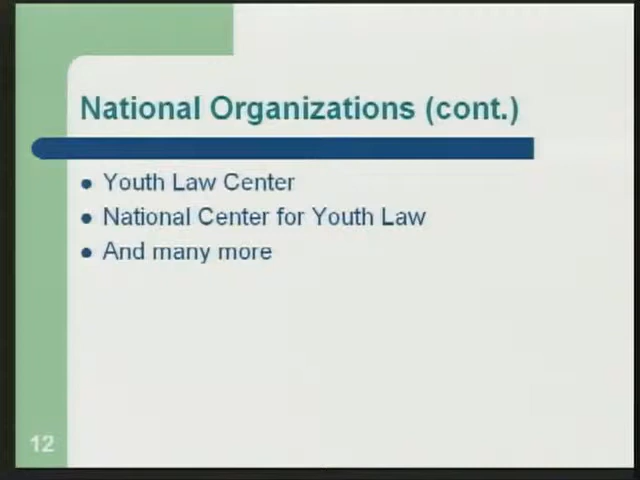 National Organizations (cont.)
● Youth Law Center
● National Center for Youth Law
● And many more
12